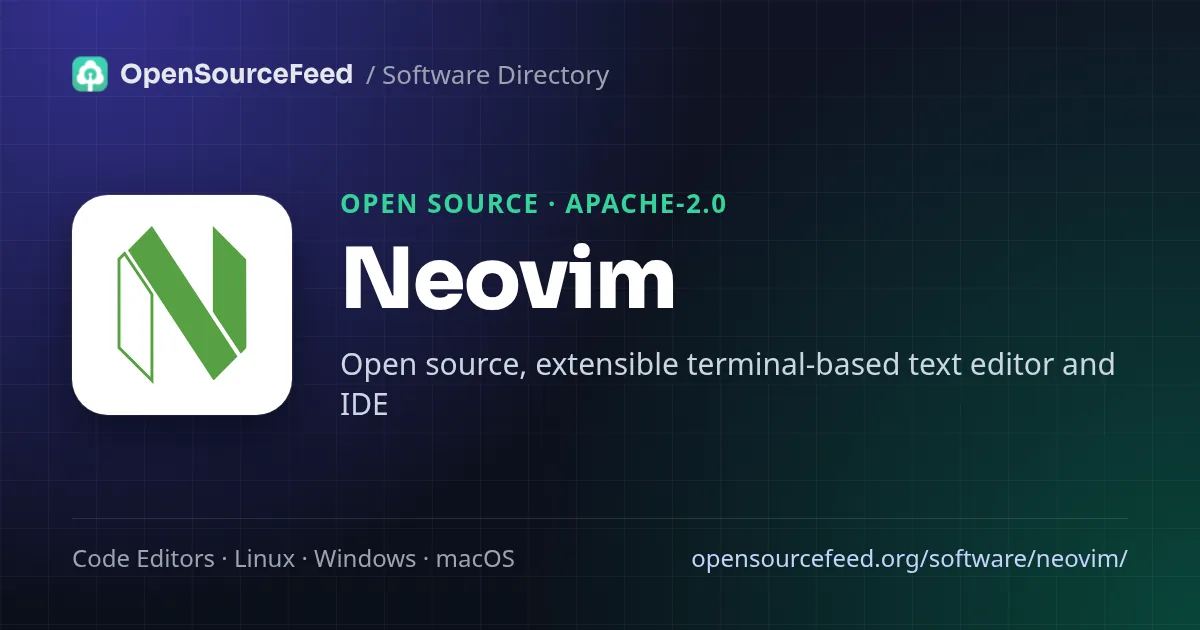 OpenSourceFeed / Software Directory
OPEN SOURCE · APACHE-2.0
Neovim
Open source, extensible terminal-based text editor and
IDE
Code Editors · Linux · Windows · macOS
opensourcefeed.org/software/neovim/